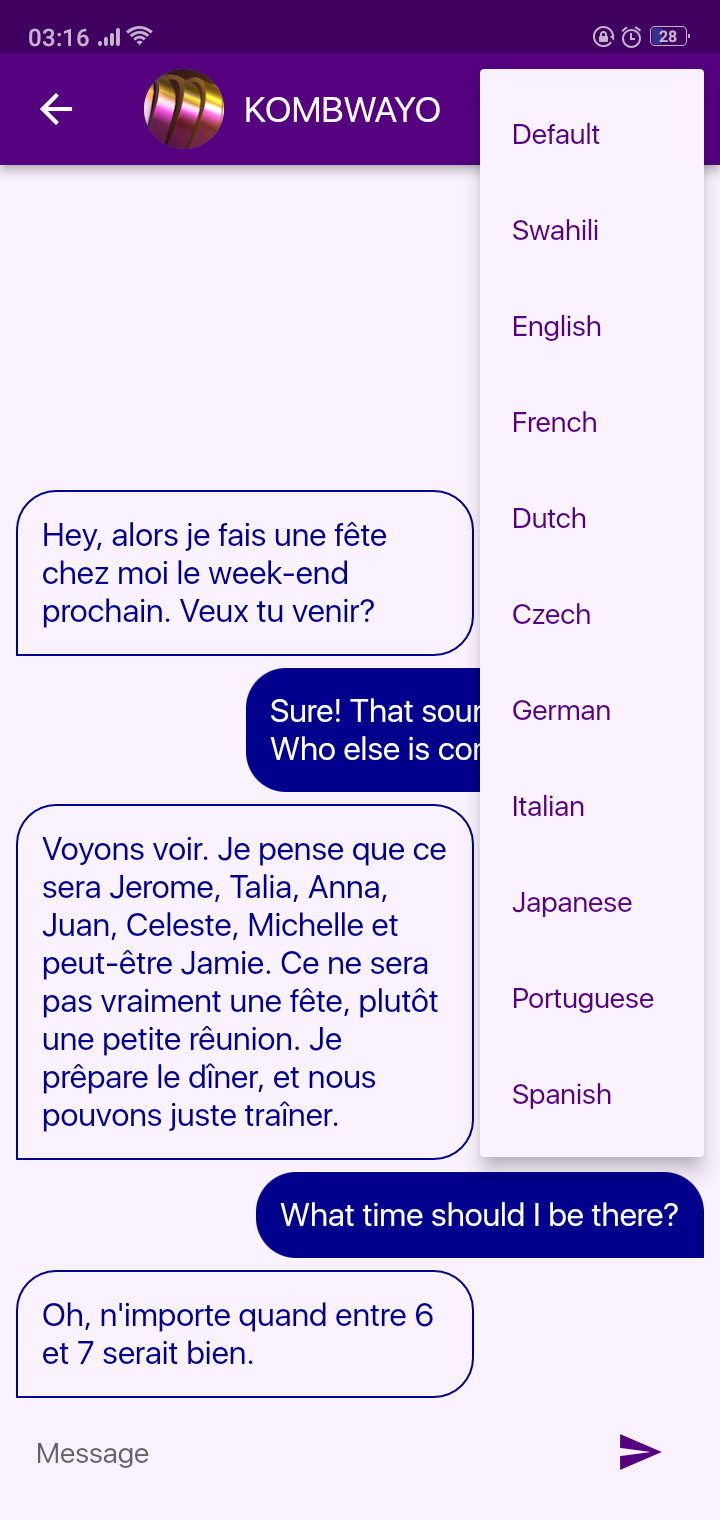 03:16
28
KOMBWAYO
Default
Swahili
English
French
Dutch
Czech
German
Italian
Japanese
Portuguese
Spanish
Hey, alors je fais une fête
chez moi le week-end
prochain. Veux tu venir?
Sure! That
Who else is
Voyons voir. Je pense que ce
sera Jerome, Talia, Anna,
Juan, Celeste, Michelle et
peut-être Jamie. Ce ne sera
pas vraiment une fête, plutôt
une petite rêunion. Je
prêpare le dîner, et nous
pouvons juste traîner.
What time should I be there?
Oh, n'importe quand entre 6
et 7 serait bien.
Message